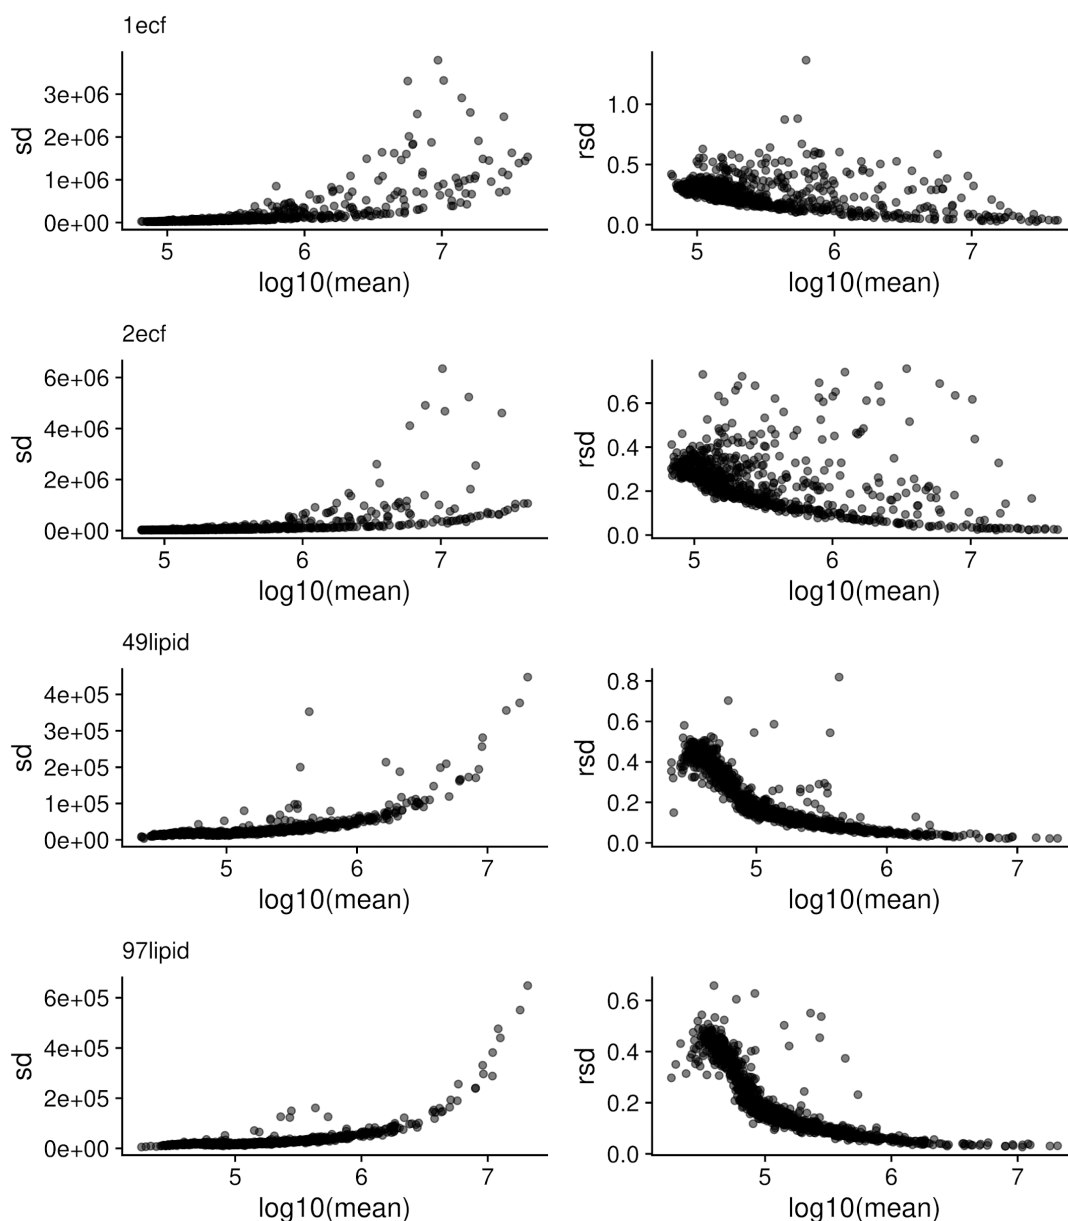 1ecf
sd
3e+06
2e+06
1e+06
0e+00
5 6 7
log10(mean)
rsd
1.0
0.5
0.0
5 6 7
log10(mean)
2ecf
sd
6e+06
4e+06
2e+06
0e+00
5 6 7
log10(mean)
rsd
0.6
0.4
0.2
0.0
5 6 7
log10(mean)
49lipid
sd
4e+05
3e+05
2e+05
1e+05
0e+00
5 6 7
log10(mean)
rsd
0.8
0.6
0.4
0.2
0.0
5 6 7
log10(mean)
97lipid
sd
6e+05
4e+05
2e+05
0e+00
5 6 7
log10(mean)
rsd
0.6
0.4
0.2
0.0
5 6 7
log10(mean)